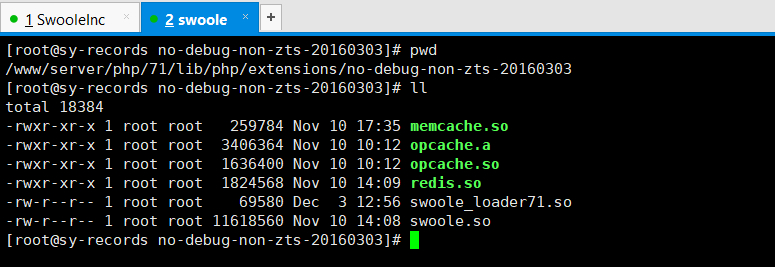 1 SwooleInc × 2 swoole × +
[root@sy-records no-debug-non-zts-20160303]# pwd
/www/server/php/71/lib/php/extensions/no-debug-non-zts-20160303
[root@sy-records no-debug-non-zts-20160303]# ll
total 18384
-rwxr-xr-x 1 root root   259784 Nov 10 17:35 memcache.so
-rwxr-xr-x 1 root root  3406364 Nov 10 10:12 opcache.a
-rwxr-xr-x 1 root root  1636400 Nov 10 10:12 opcache.so
-rwxr-xr-x 1 root root  1824568 Nov 10 14:09 redis.so
-rw-r--r-- 1 root root    69580 Dec  3 12:56 swoole_loader71.so
-rw-r--r-- 1 root root 11618560 Nov 10 14:08 swoole.so
[root@sy-records no-debug-non-zts-20160303]#